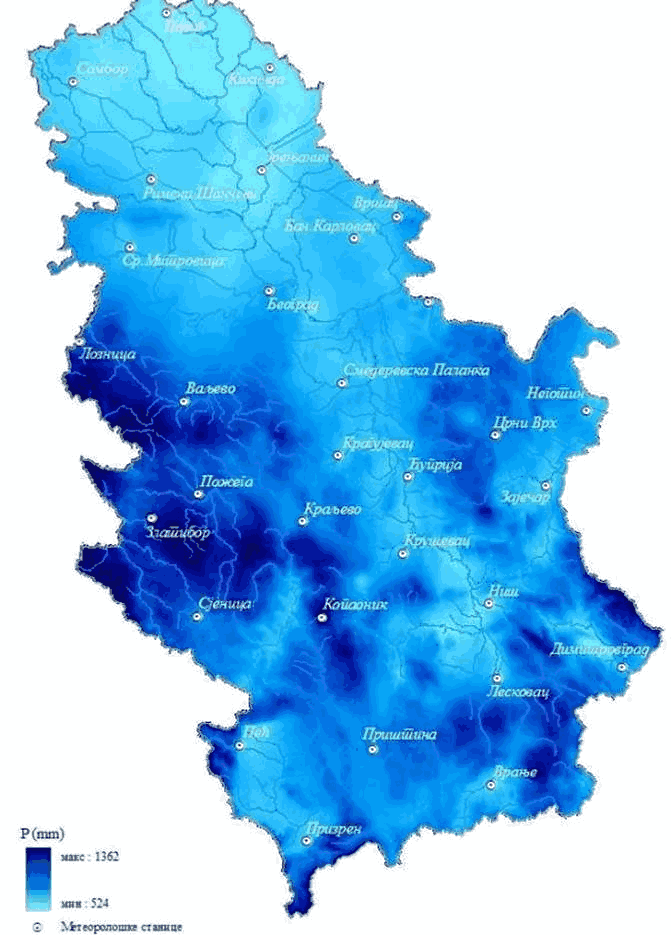 Палић
Сомбор
Кикинда
Зрењанин
Римски Шанчеви
Вршац
Бан. Карловац
Ср. Митровица
Београд
Лозница
Смедеревска Паланка
Ваљево
Неготин
Црни Врх
Крагујевац
Ћуприја
Пожега
Зајечар
Краљево
Златибор
Крушевац
Ниш
Сјеница
Копаоник
Димитровград
Лесковац
Пећ
Приштина
Врање
Призрен
P (mm)
макс : 1362
мин : 524
Метеоролошке станице